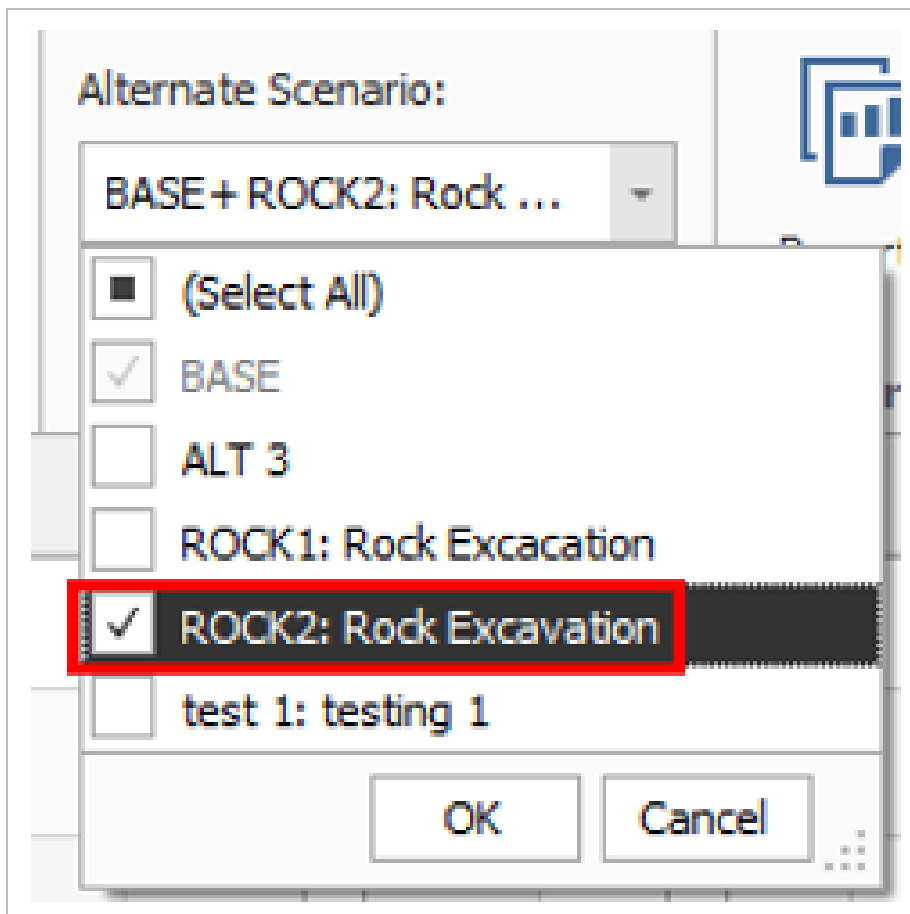 Alternate Scenario:
BASE+ROCK2: Rock ...
(Select All)
BASE
ALT 3
ROCK1: Rock Excacation
ROCK2: Rock Excavation
test 1: testing 1
OK Cancel